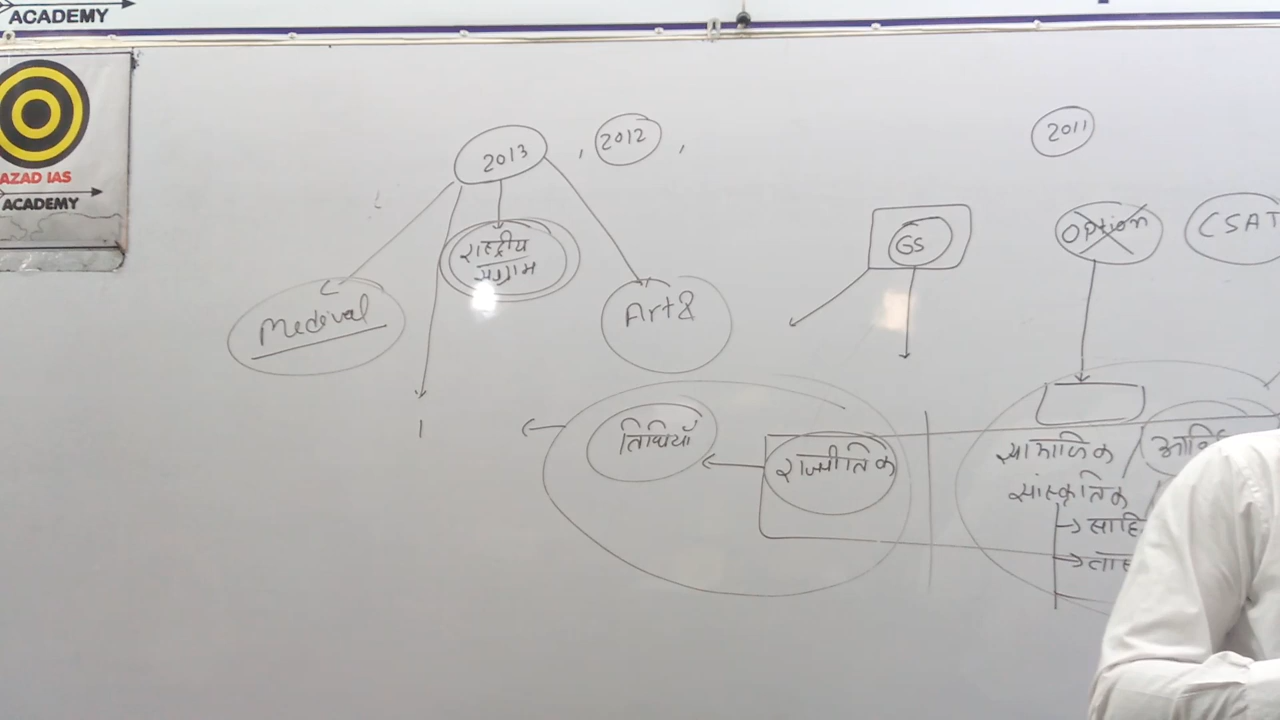 ACADEMY
AZAD IAS
ACADEMY
2013 , 2012 ,
2011
GS
Option
CSAT
राष्ट्रीय
संग्राम
Medival
Art &
तिथियाँ
राजनीतिक
सामाजिक
सांस्कृतिक